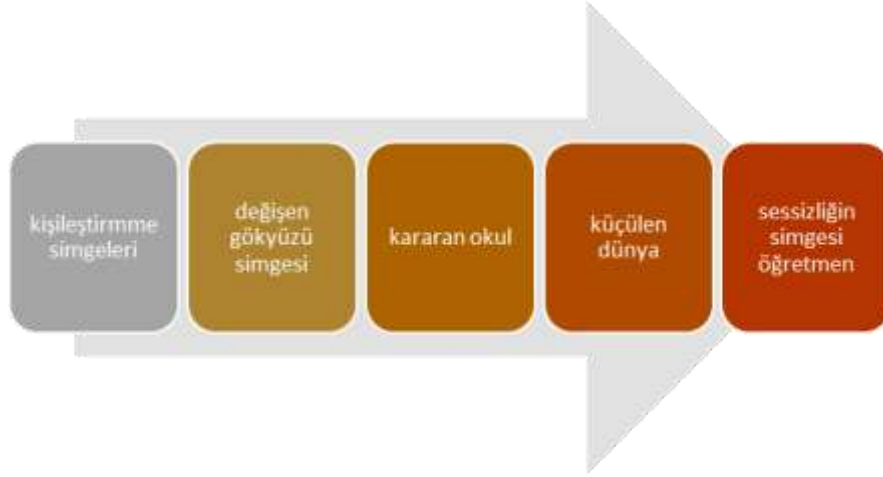 kişileştirmme
simgeleri
değişen
gökyüzü
simgesi
kararan okul
küçülen
dünya
sessizliğin
simgesi
öğretmen